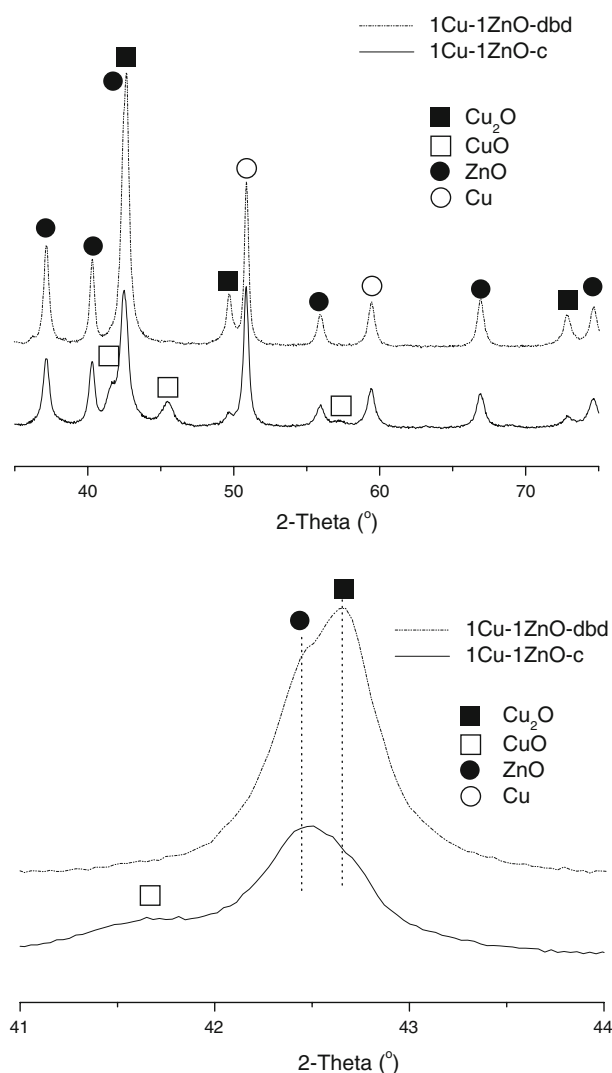 1Cu-1ZnO-dbd
1Cu-1ZnO-c
Cu₂O
CuO
ZnO
Cu
40 50 60 70
2-Theta (°)
1Cu-1ZnO-dbd
1Cu-1ZnO-c
Cu₂O
CuO
ZnO
Cu
41 42 43 44
2-Theta (°)